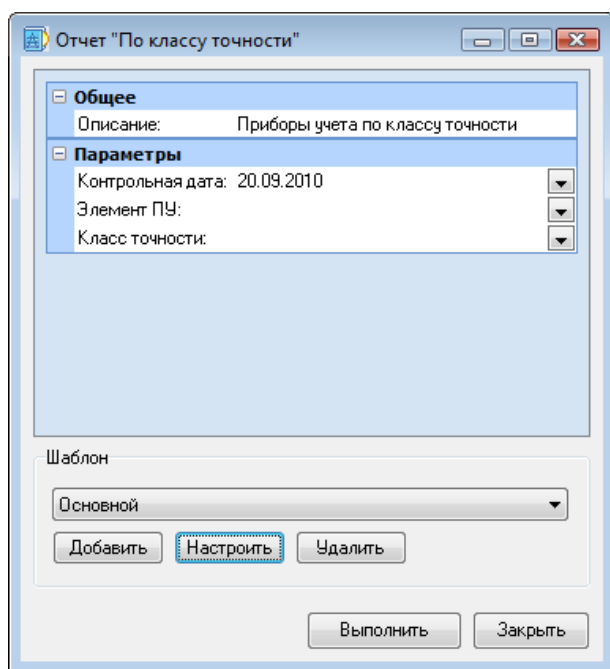 Отчет "По классу точности"
Общее
Описание: Приборы учета по классу точности
Параметры
Контрольная дата: 20.09.2010
Элемент ПУ:
Класс точности:
Шаблон
Основной
Добавить Настроить Удалить
Выполнить Закрыть